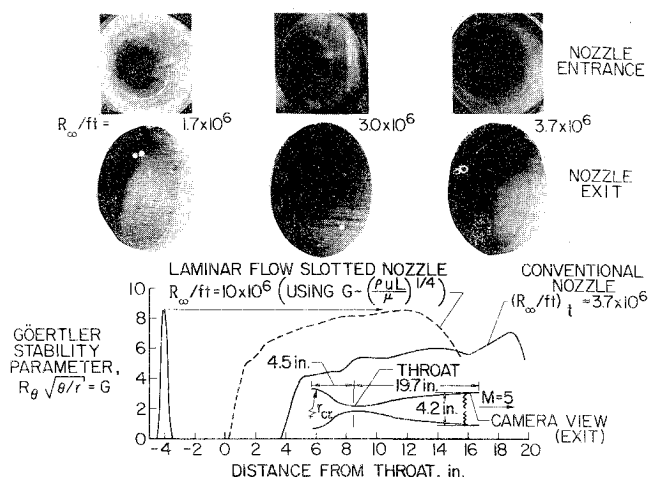 NOZZLE
ENTRANCE
R∞/ft = 1.7x10⁶ 3.0x10⁶ 3.7x10⁶
NOZZLE
EXIT
LAMINAR FLOW SLOTTED NOZZLE
R∞/ft=10x10⁶ (USING G~(ρuL/μ)^1/4)
CONVENTIONAL
NOZZLE
(R∞/ft)t ≈3.7x10⁶
GÖERTLER
STABILITY
PARAMETER,
Rθ √θ/r = G
10
8
6
4
2
0
4.5 in.
THROAT
19.7 in.
rcr
4.2 in.
M=5
CAMERA VIEW
(EXIT)
-4 -2 0 2 4 6 8 10 12 14 16 18 20
DISTANCE FROM THROAT, in.